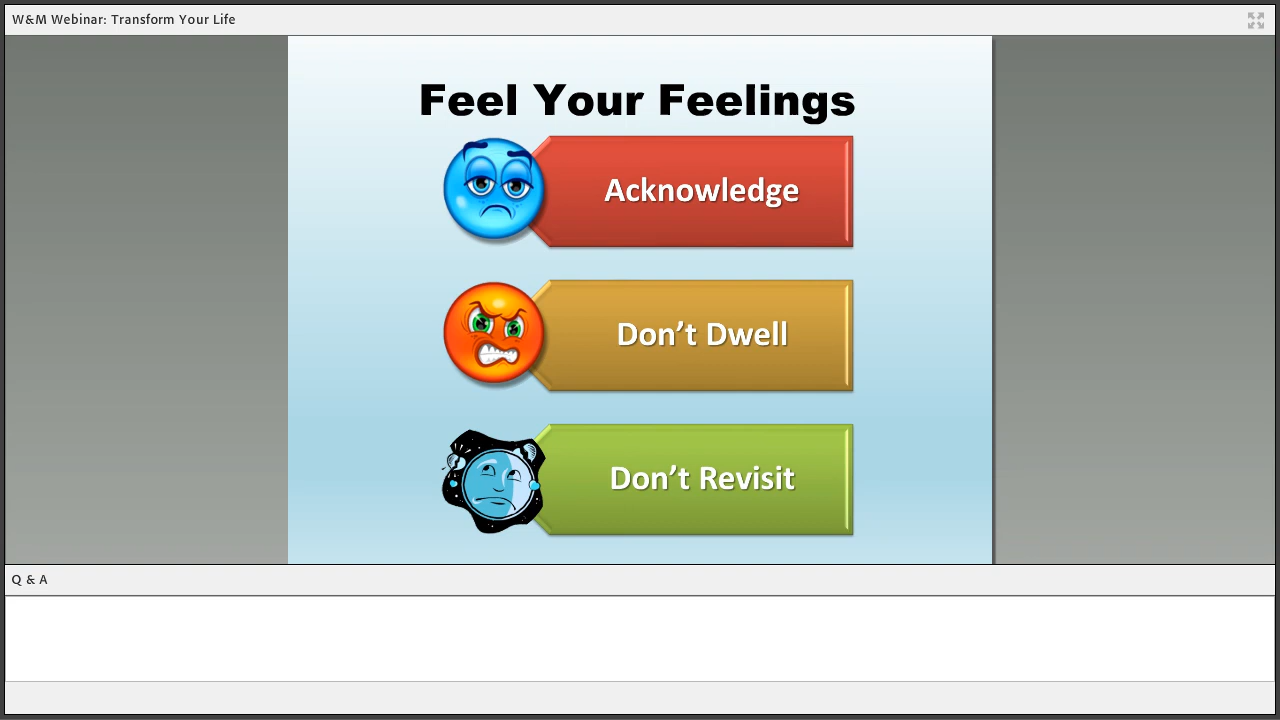 W&M Webinar: Transform Your Life
Feel Your Feelings
Acknowledge
Don’t Dwell
Don’t Revisit
Q & A